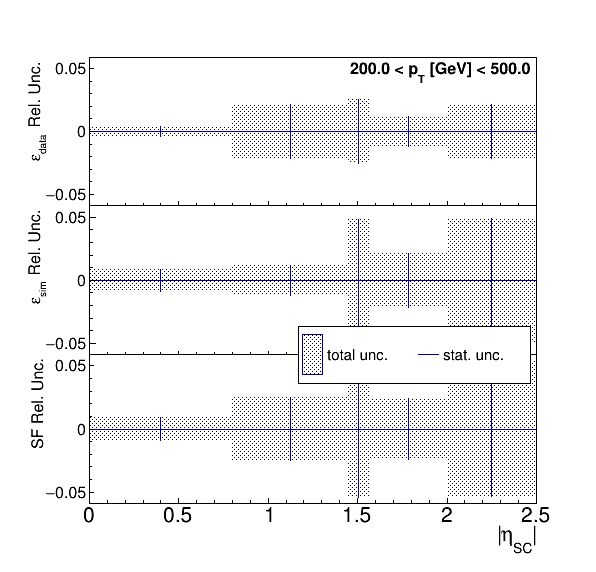 200.0 < p_T [GeV] < 500.0
ε_data Rel. Unc.
0.05
0
−0.05
ε_sim Rel. Unc.
0.05
0
−0.05
total unc.
stat. unc.
SF Rel. Unc.
0.05
0
−0.05
0 0.5 1 1.5 2 2.5
|η_SC|